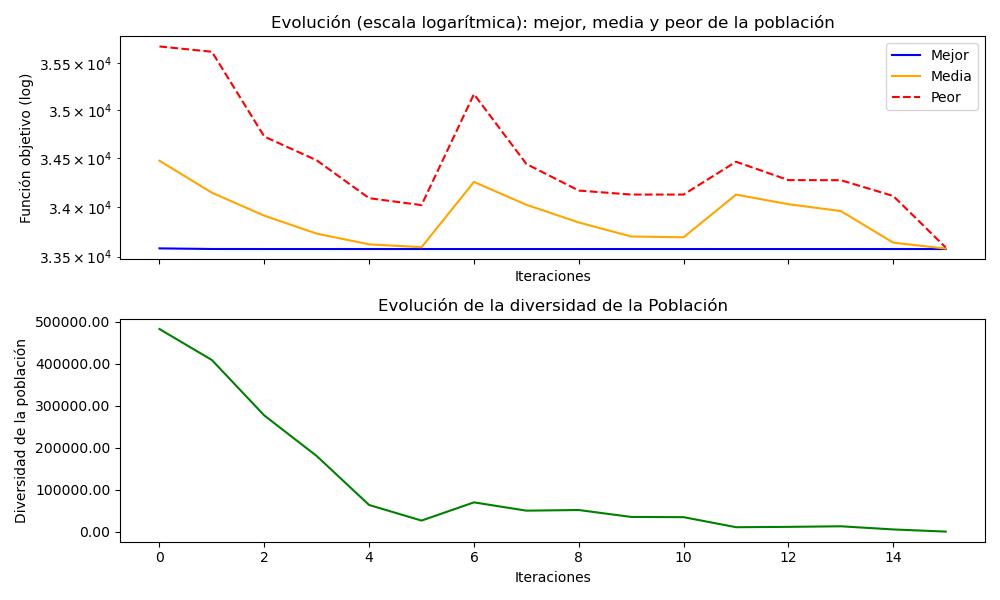 Evolución (escala logarítmica): mejor, media y peor de la población
Función objetivo (log)
3.55 × 10⁴
3.5 × 10⁴
3.45 × 10⁴
3.4 × 10⁴
3.35 × 10⁴
Mejor
Media
Peor
Iteraciones
Evolución de la diversidad de la Población
Diversidad de la población
500000.00
400000.00
300000.00
200000.00
100000.00
0.00
0 2 4 6 8 10 12 14
Iteraciones